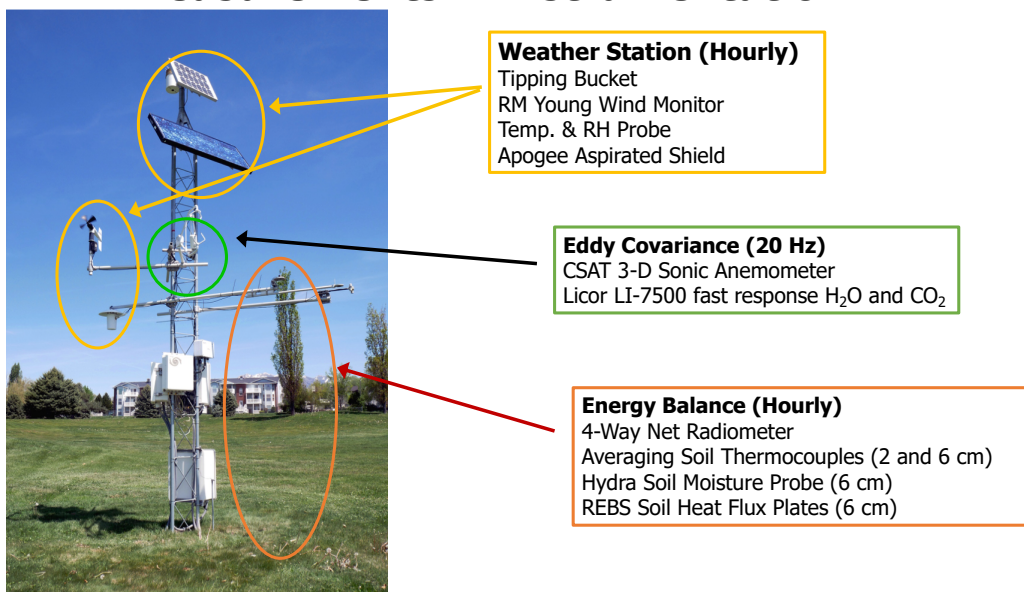 Weather Station (Hourly)
Tipping Bucket
RM Young Wind Monitor
Temp. & RH Probe
Apogee Aspirated Shield
Eddy Covariance (20 Hz)
CSAT 3-D Sonic Anemometer
Licor LI-7500 fast response H₂O and CO₂
Energy Balance (Hourly)
4-Way Net Radiometer
Averaging Soil Thermocouples (2 and 6 cm)
Hydra Soil Moisture Probe (6 cm)
REBS Soil Heat Flux Plates (6 cm)